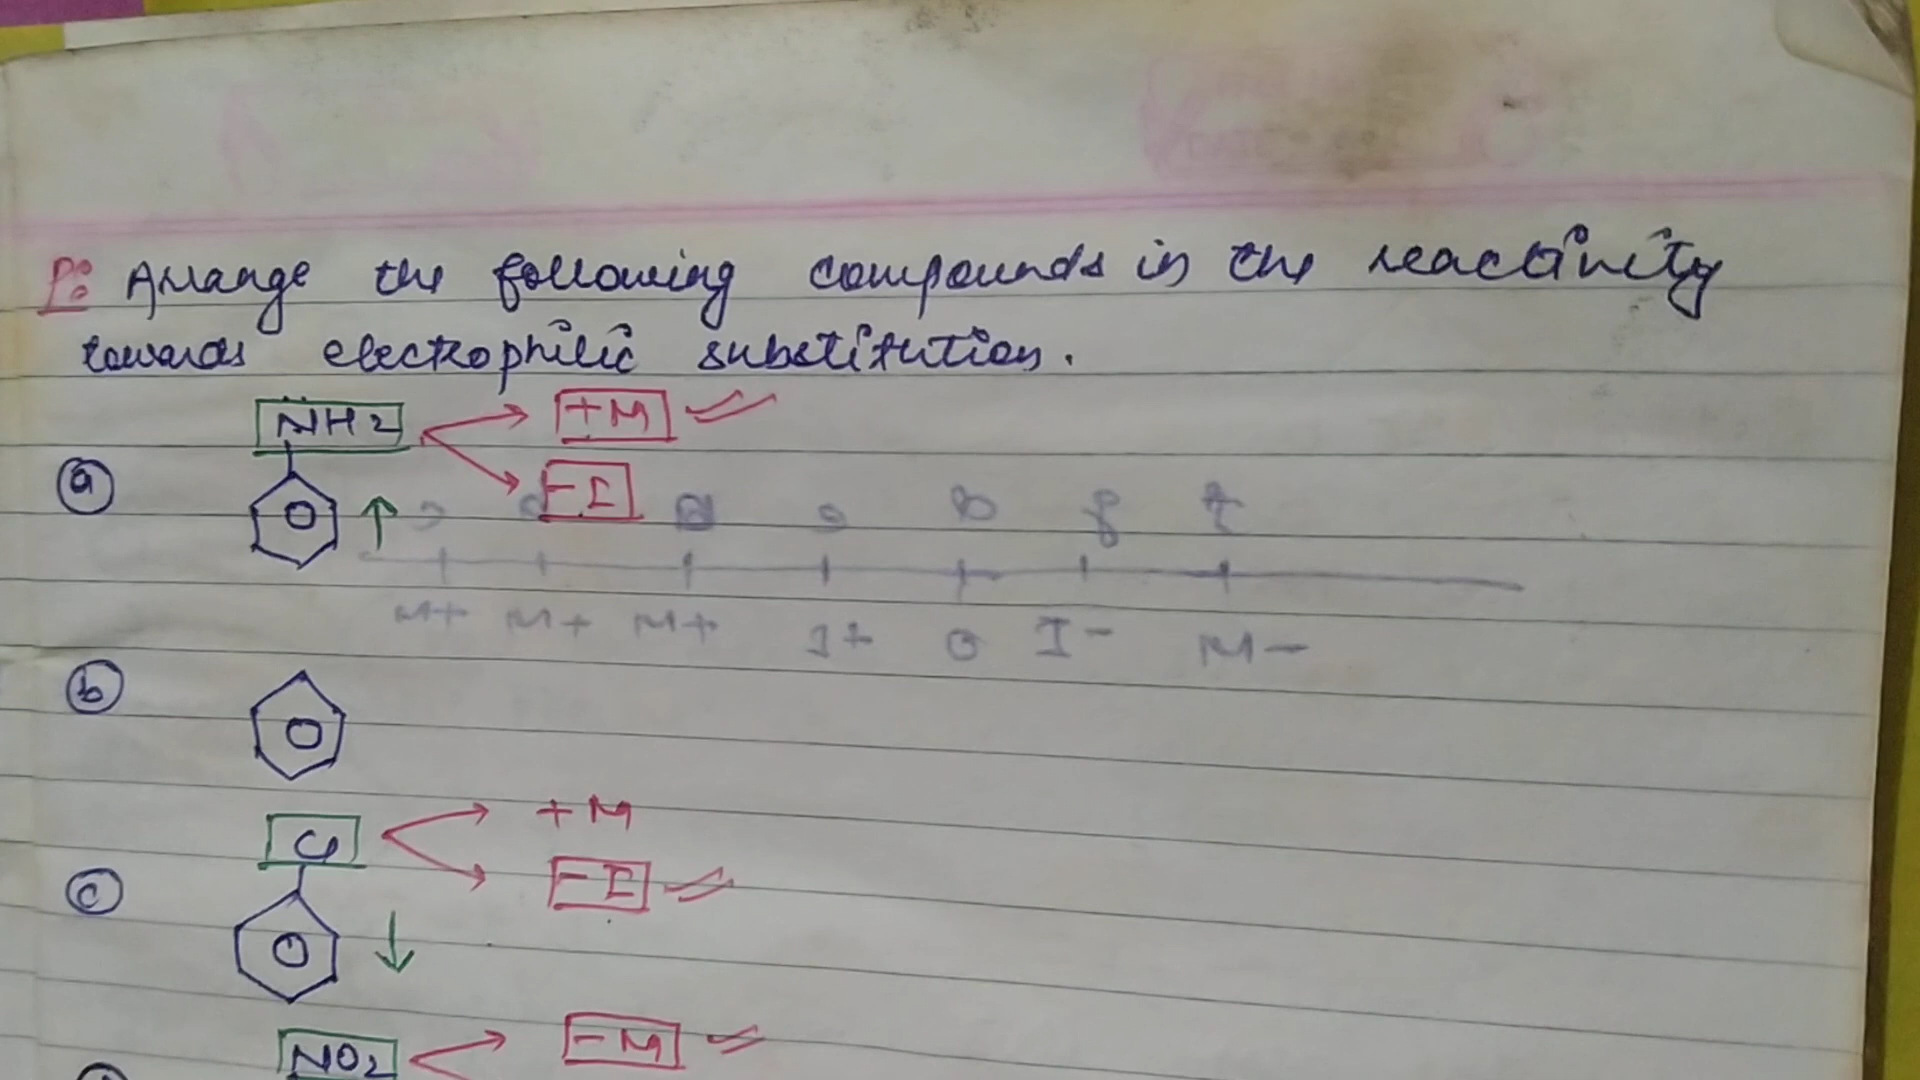 P: Arrange the following compounds in the reactivity
towards electrophilic substitution.
NH2 +M
(a) -I
(b)
Cl +M
(c) -I
NO2 -M